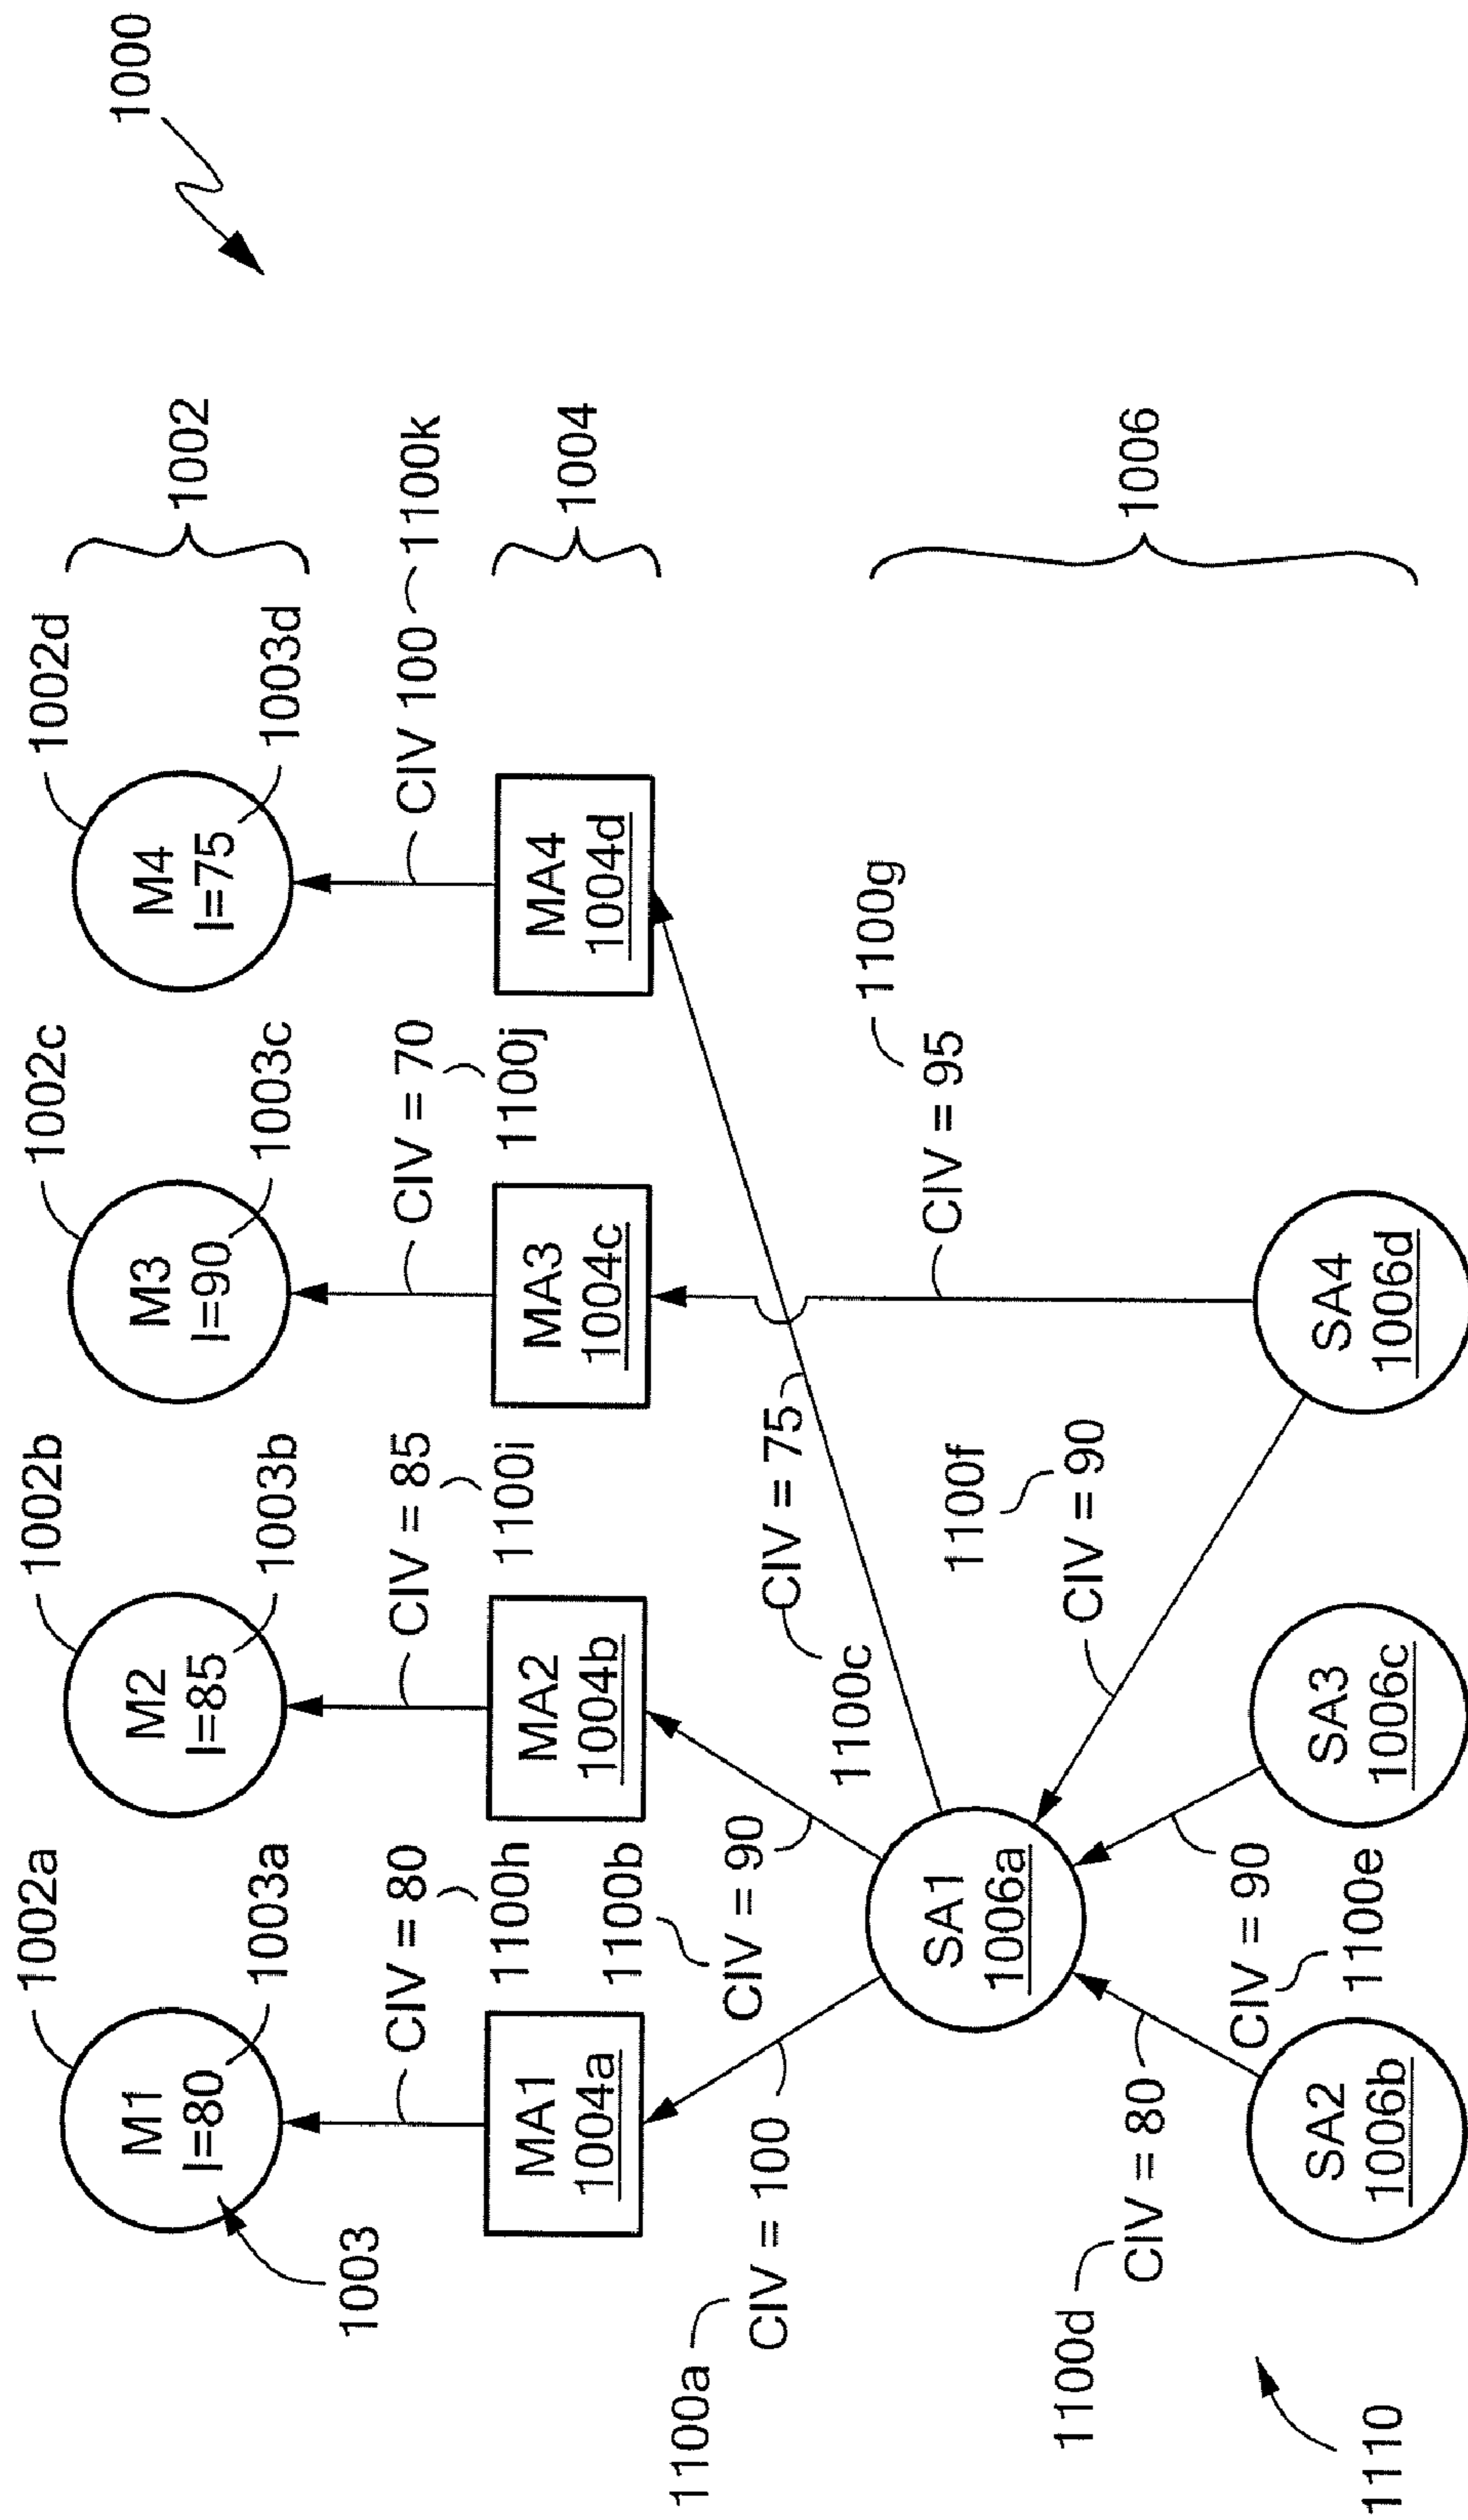 1000
1002a
1002b
1002c
1002d
1002
M1
I=80
M2
I=85
M3
I=90
M4
I=75
1003
1003a
1003b
1003c
1003d
CIV = 80
CIV = 85
CIV = 70
CIV 100
1100k
1100h
1100i
1100j
MA1
1004a
MA2
1004b
MA3
1004c
MA4
1004d
1004
1100a
1100b
CIV = 100
CIV = 90
CIV = 75
1100c
1100g
CIV = 95
SA1
1006a
1100f
CIV = 90
1006
1100d
CIV = 80
CIV = 90
1100e
SA2
1006b
SA3
1006c
SA4
1006d
1110